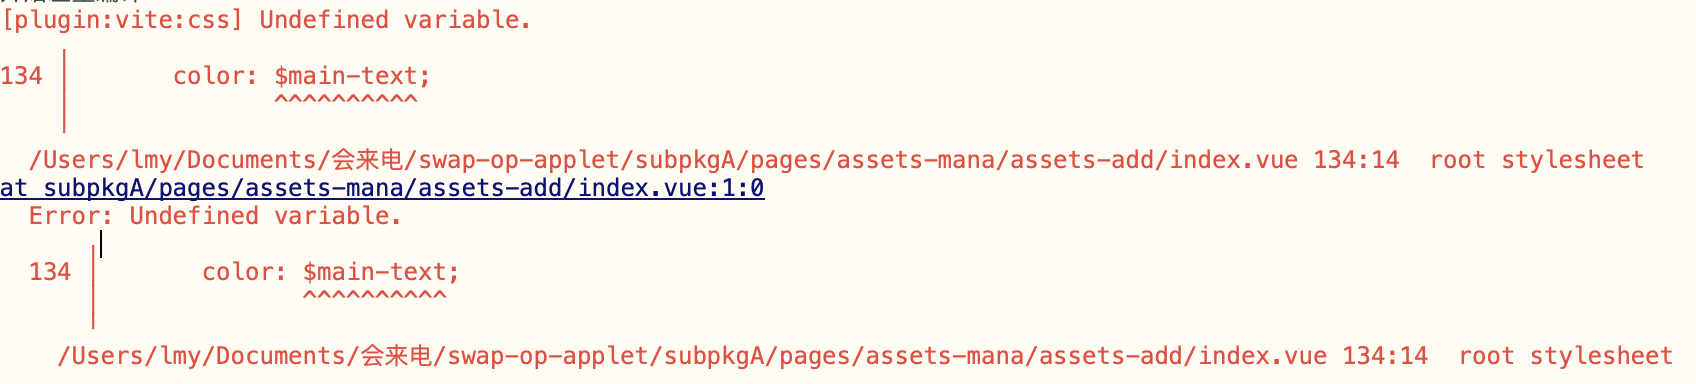 [plugin:vite:css] Undefined variable.
134 │       color: $main-text;
^^^^^^^^^^
/Users/lmy/Documents/会来电/swap-op-applet/subpkgA/pages/assets-mana/assets-add/index.vue 134:14  root stylesheet
at subpkgA/pages/assets-mana/assets-add/index.vue:1:0
Error: Undefined variable.
134 │       color: $main-text;
^^^^^^^^^^
/Users/lmy/Documents/会来电/swap-op-applet/subpkgA/pages/assets-mana/assets-add/index.vue 134:14  root stylesheet